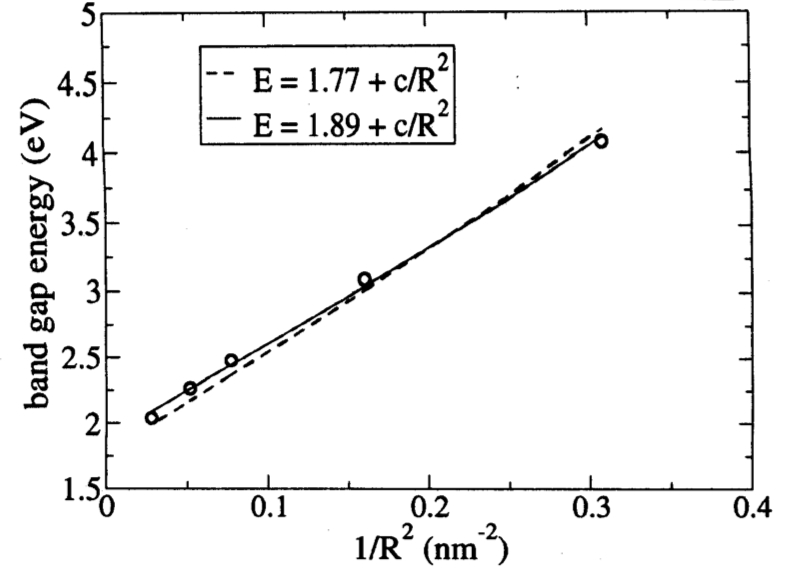 5
4.5
4
3.5
3
2.5
2
1.5
band gap energy (eV)
E = 1.77 + c/R²
E = 1.89 + c/R²
0 0.1 0.2 0.3 0.4
1/R² (nm⁻²)